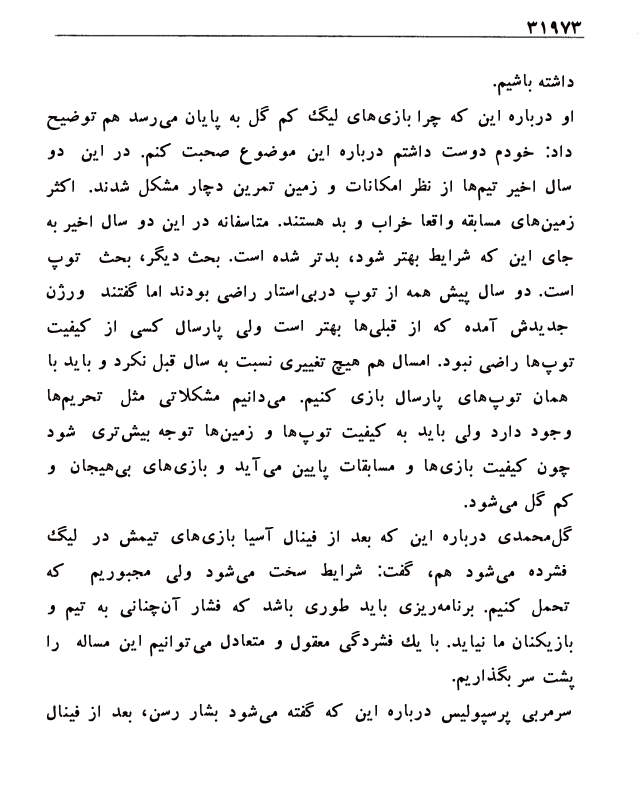 ۳۱۹۷۳
داشته باشیم.
او درباره این که چرا بازی‌های لیگ کم گل به پایان می‌رسد هم توضیح
داد: خودم دوست داشتم درباره این موضوع صحبت کنم. در این دو
سال اخیر تیم‌ها از نظر امکانات و زمین تمرین دچار مشکل شدند. اکثر
زمین‌های مسابقه واقعا خراب و بد هستند. متاسفانه در این دو سال اخیر به
جای این که شرایط بهتر شود، بدتر شده است. بحث دیگر، بحث توپ
است. دو سال پیش همه از توپ دربی‌استار راضی بودند اما گفتند ورژن
جدیدش آمده که از قبلی‌ها بهتر است ولی پارسال کسی از کیفیت
توپ‌ها راضی نبود. امسال هم هیچ تغییری نسبت به سال قبل نکرد و باید با
همان توپ‌های پارسال بازی کنیم. می‌دانیم مشکلاتی مثل تحریم‌ها
وجود دارد ولی باید به کیفیت توپ‌ها و زمین‌ها توجه بیش‌تری شود
چون کیفیت بازی‌ها و مسابقات پایین می‌آید و بازی‌های بی‌هیجان و
کم گل می‌شود.
گل‌محمدی درباره این که بعد از فینال آسیا بازی‌های تیمش در لیگ
فشرده می‌شود هم، گفت: شرایط سخت می‌شود ولی مجبوریم که
تحمل کنیم. برنامه‌ریزی باید طوری باشد که فشار آن‌چنانی به تیم و
بازیکنان ما نیاید. با یك فشردگی معقول و متعادل می‌توانیم این مساله را
پشت سر بگذاریم.
سرمربی پرسپولیس درباره این که گفته می‌شود بشار رسن، بعد از فینال